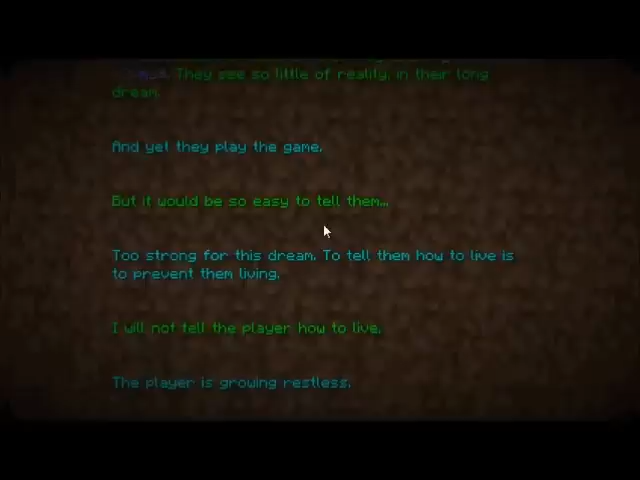 They see so little of reality, in their long
dream.
And yet they play the game.
But it would be so easy to tell them...
Too strong for this dream. To tell them how to live is
to prevent them living.
I will not tell the player how to live.
The player is growing restless.